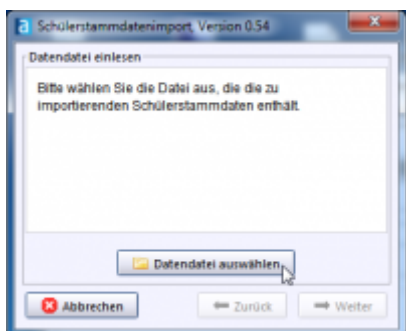 Schülerstammdatenimport, Version 0.54
Datendatei einlesen
Bitte wählen Sie die Datei aus, die die zu
importierenden Schülerstammdaten enthält.
Datendatei auswählen
Abbrechen
Zurück
Weiter